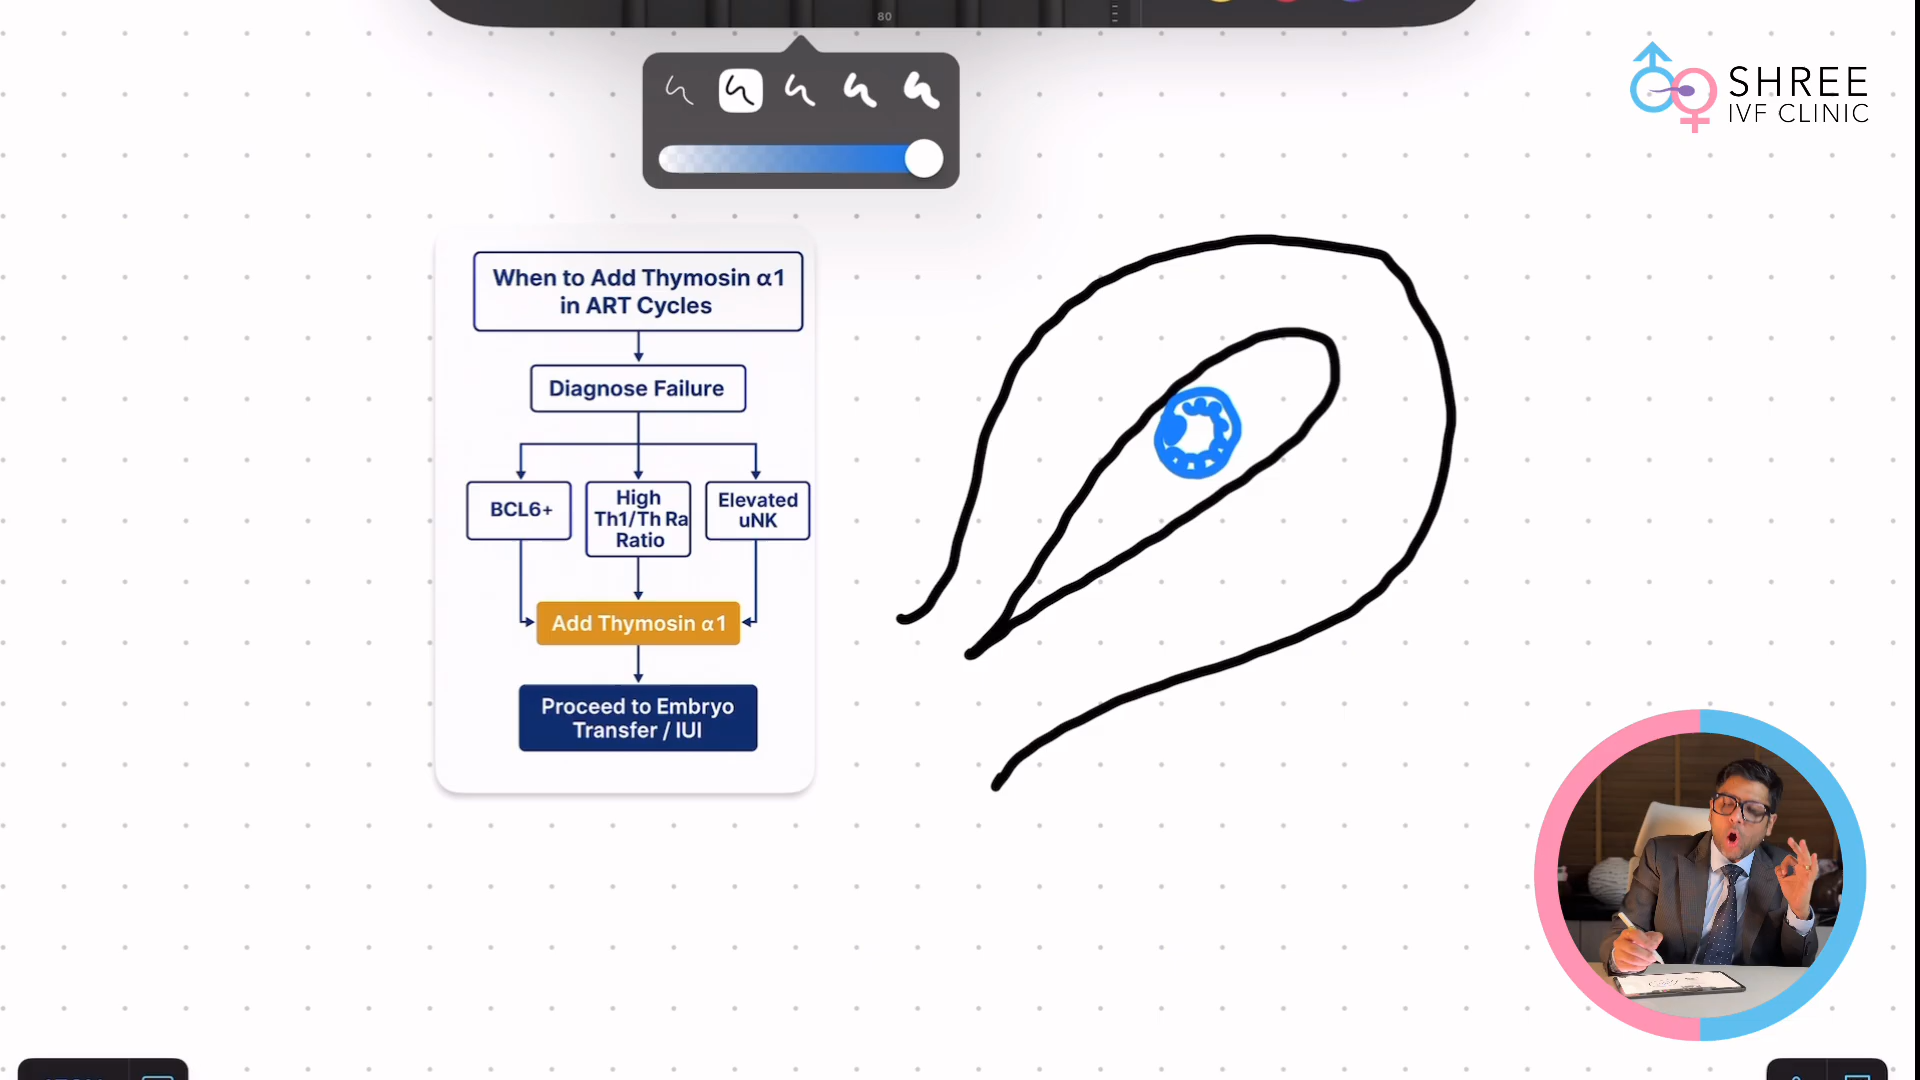 80
SHREE
IVF CLINIC
When to Add Thymosin α1
in ART Cycles
Diagnose Failure
BCL6+
High
Th1/Th Ra
Ratio
Elevated
uNK
Add Thymosin α1
Proceed to Embryo
Transfer / IUI